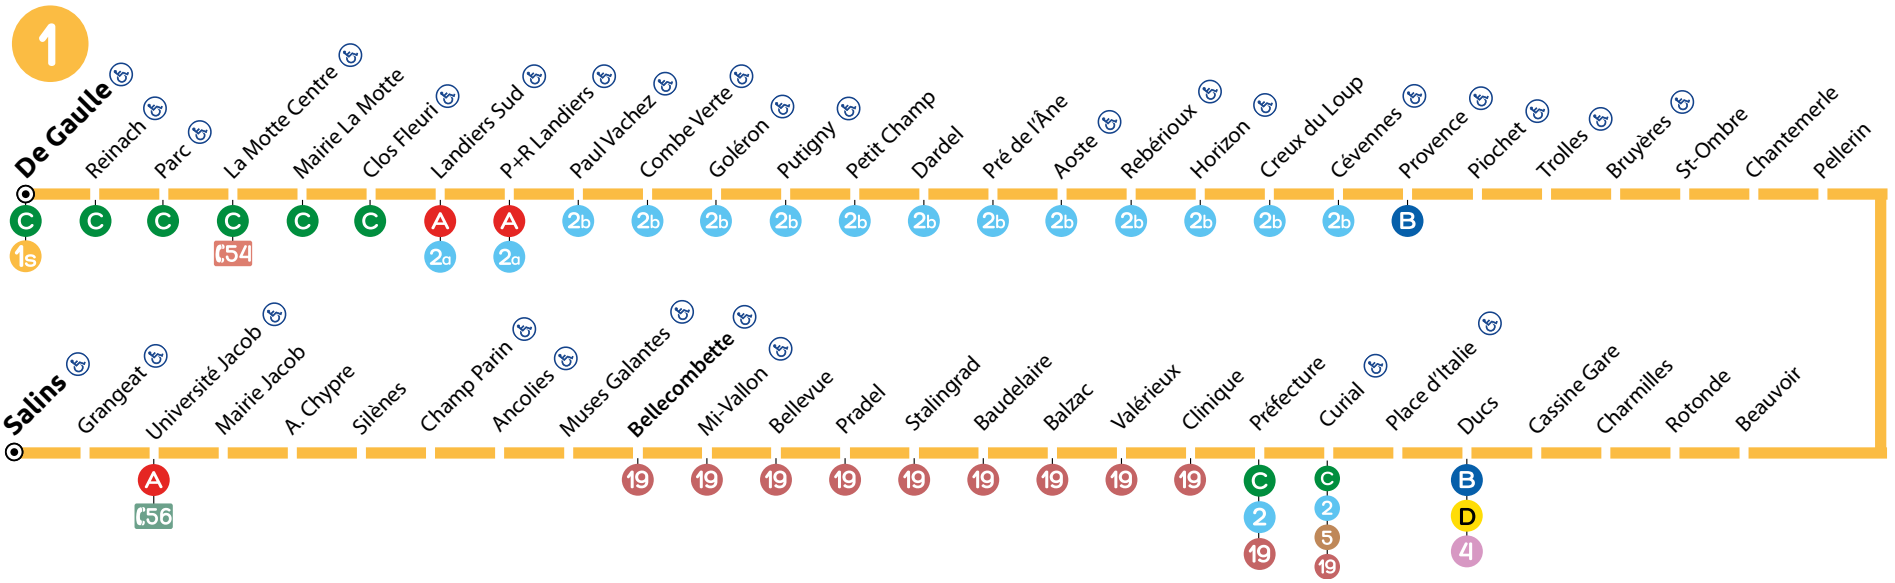 1
De Gaulle
Reinach
Parc
La Motte Centre
Mairie La Motte
Clos Fleuri
Landiers Sud
P+R Landiers
Paul Vachez
Combe Verte
Goléron
Putigny
Petit Champ
Dardel
Pré de l'Âne
Aoste
Rebérioux
Horizon
Creux du Loup
Cévennes
Provence
Piochet
Trolles
Bruyères
St-Ombre
Chantemerle
Pellerin
C C C C C C A A 2b 2b 2b 2b 2b 2b 2b 2b 2b 2b 2b 2b B
1s 54 2a 2a
Salins
Grangeat
Université Jacob
Mairie Jacob
A. Chypre
Silènes
Champ Parin
Ancolies
Muses Galantes
Bellecombette
Mi-Vallon
Bellevue
Pradel
Stalingrad
Baudelaire
Balzac
Valérieux
Clinique
Préfecture
Curial
Place d'Italie
Ducs
Cassine Gare
Charmilles
Rotonde
Beauvoir
A 19 19 19 19 19 19 19 19 19 C C B
56 2 2 D
19 5 4
19